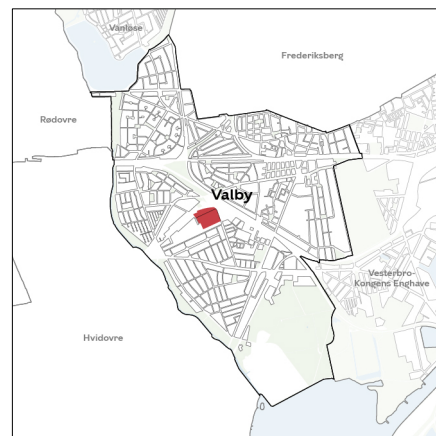 Vanløse
Frederiksberg
Rødovre
Valby
Vesterbro-
Kongens Enghave
Hvidovre